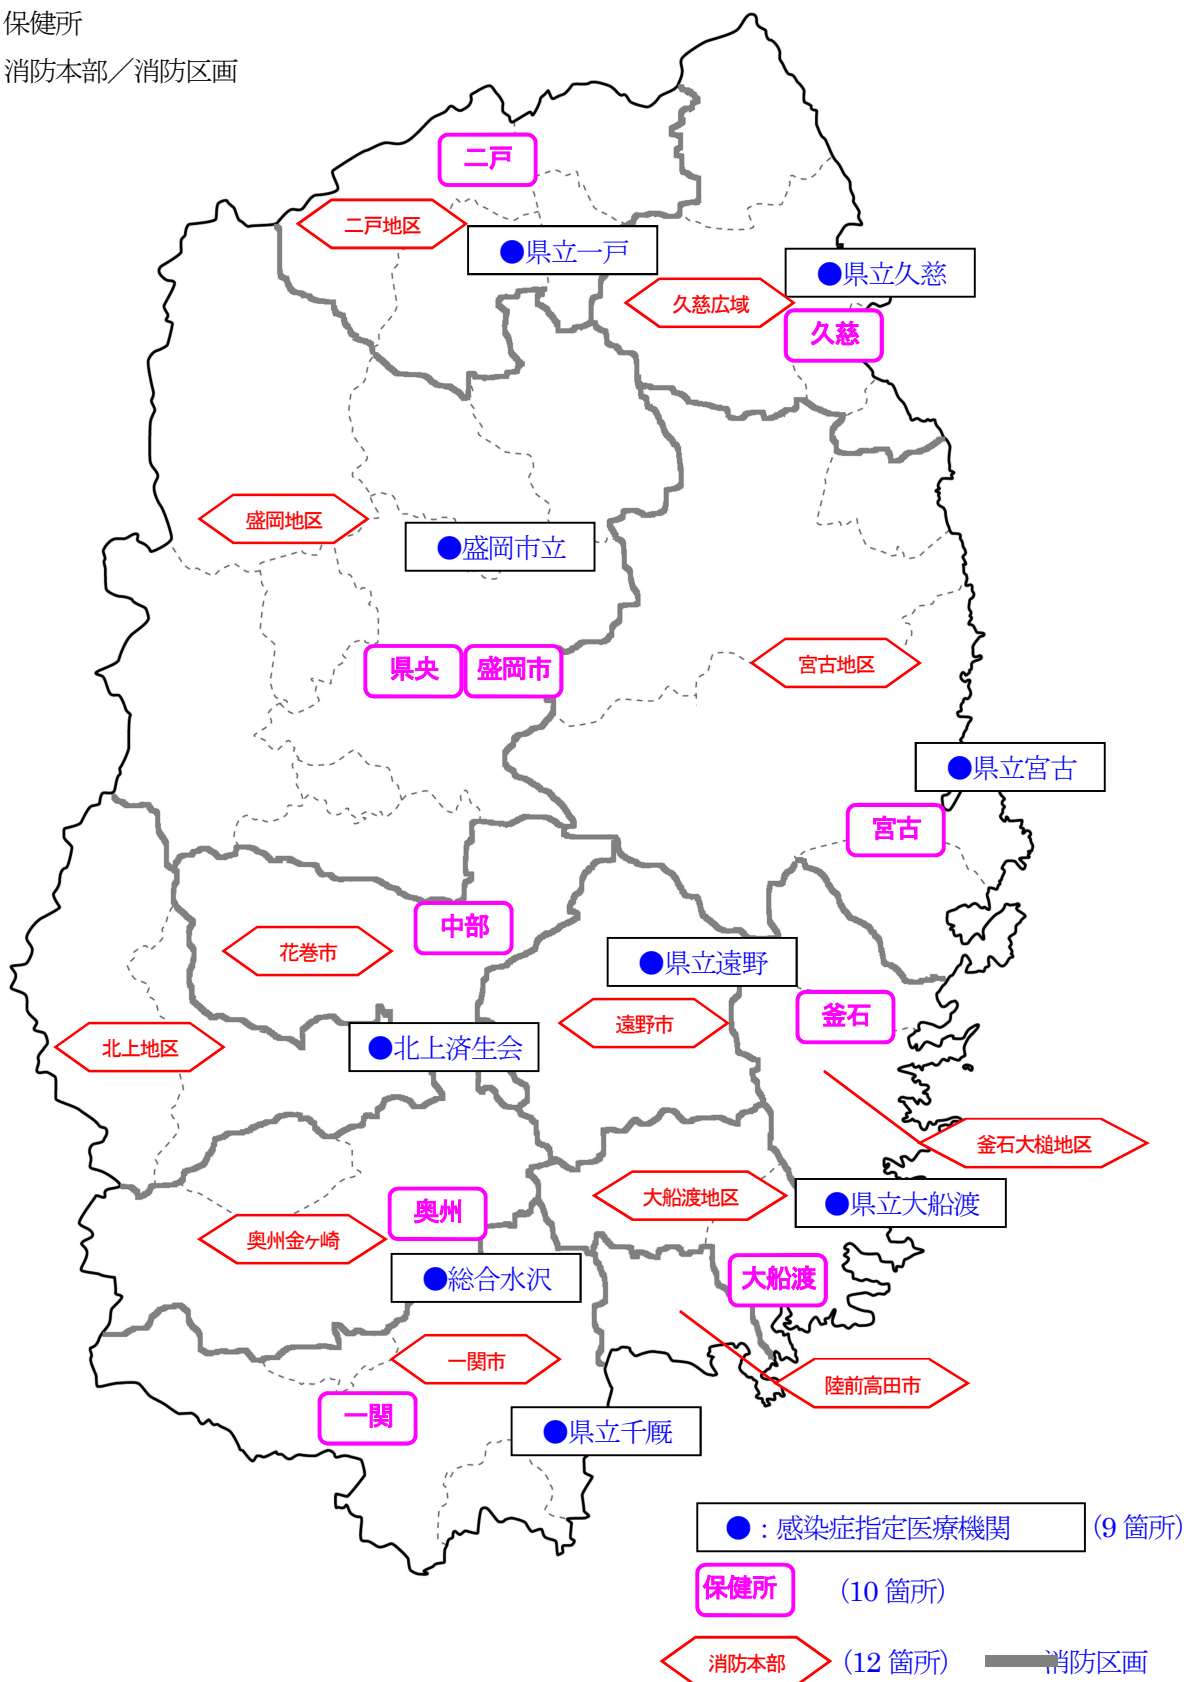 保健所
消防本部／消防区画
二戸
二戸地区
●県立一戸
●県立久慈
久慈広域
久慈
盛岡地区
●盛岡市立
県央
盛岡市
宮古地区
●県立宮古
宮古
中部
花巻市
●県立遠野
釜石
遠野市
北上地区
●北上済生会
釜石大槌地区
大船渡地区
●県立大船渡
奥州
奥州金ヶ崎
●総合水沢
大船渡
一関市
陸前高田市
一関
●県立千厩
●：感染症指定医療機関 （9 箇所）
保健所 （10 箇所）
消防本部 （12 箇所） 消防区画